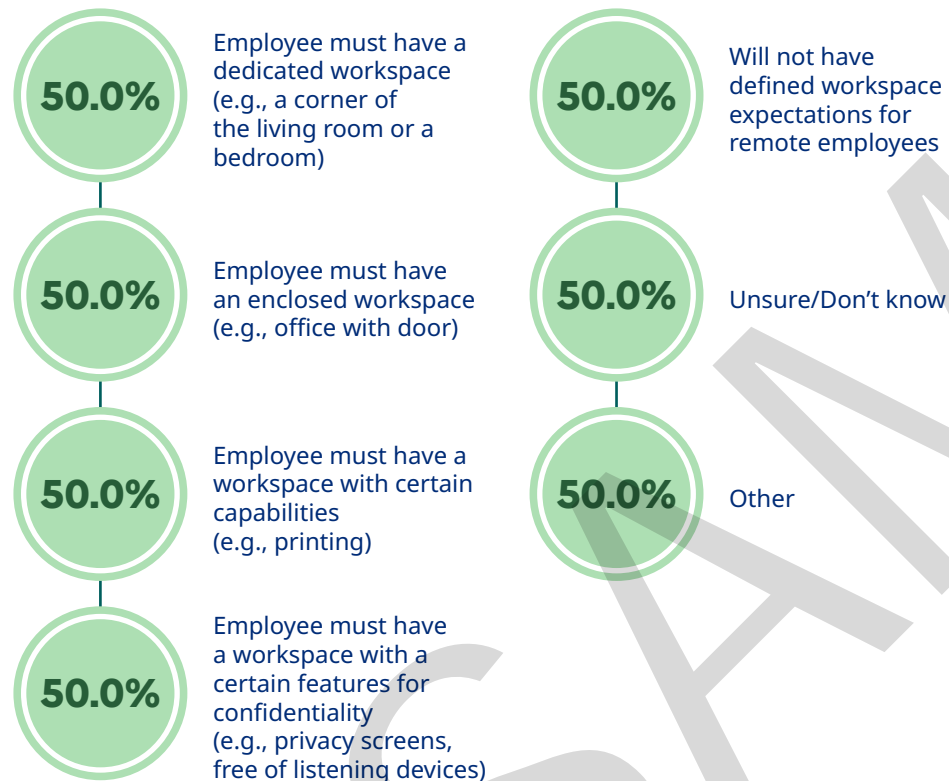 50.0%
Employee must have a
dedicated workspace
(e.g., a corner of
the living room or a
bedroom)
50.0%
Employee must have
an enclosed workspace
(e.g., office with door)
50.0%
Employee must have a
workspace with certain
capabilities
(e.g., printing)
50.0%
Employee must have
a workspace with a
certain features for
confidentiality
(e.g., privacy screens,
free of listening devices)
50.0%
Will not have
defined workspace
expectations for
remote employees
50.0%
Unsure/Don’t know
50.0%
Other